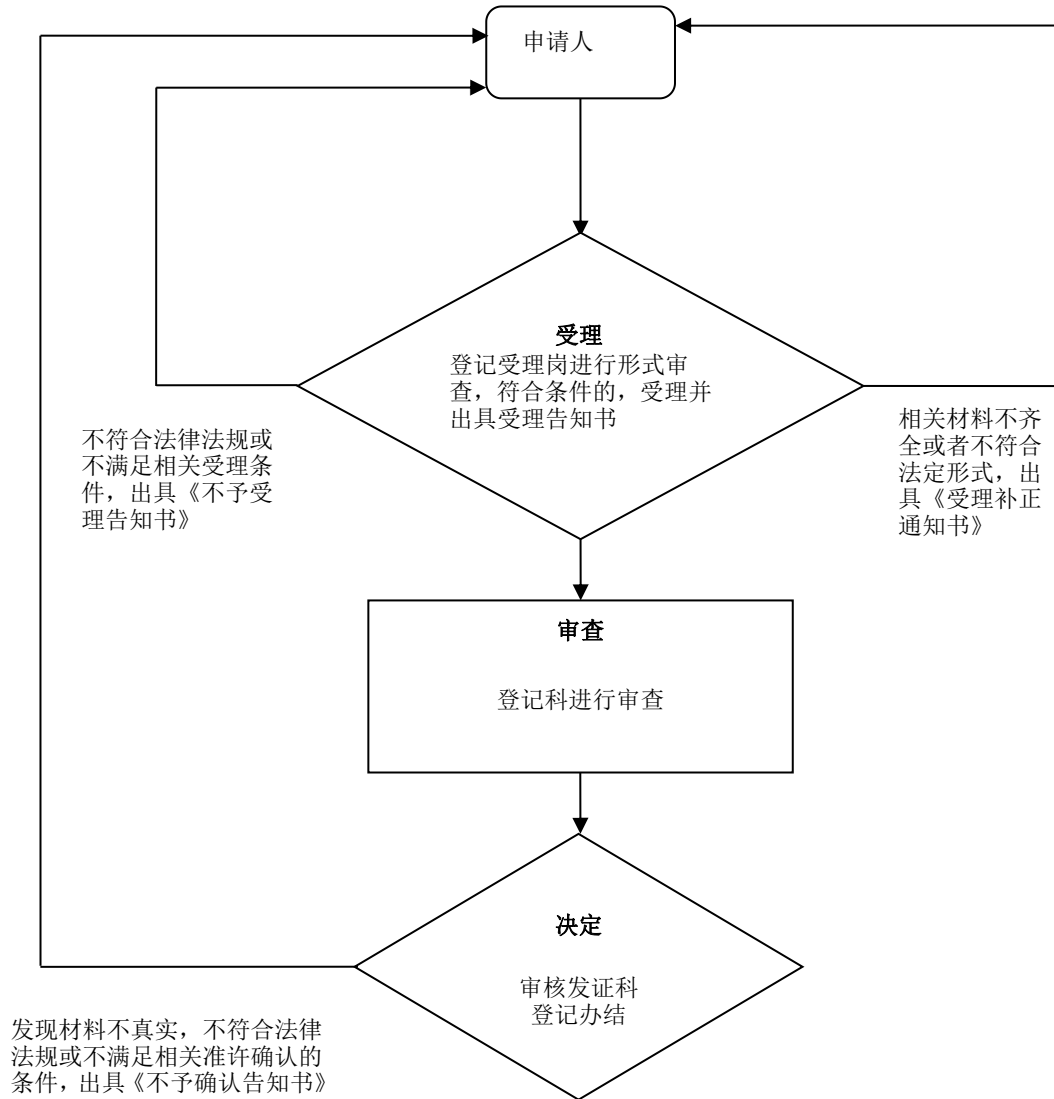 申请人
受理
登记受理岗进行形式审
查，符合条件的，受理并
出具受理告知书
不符合法律法规或
不满足相关受理条
件，出具《不予受
理告知书》
相关材料不齐
全或者不符合
法定形式，出
具《受理补正
通知书》
审查
登记科进行审查
决定
审核发证科
登记办结
发现材料不真实，不符合法律
法规或不满足相关准许确认的
条件，出具《不予确认告知书》